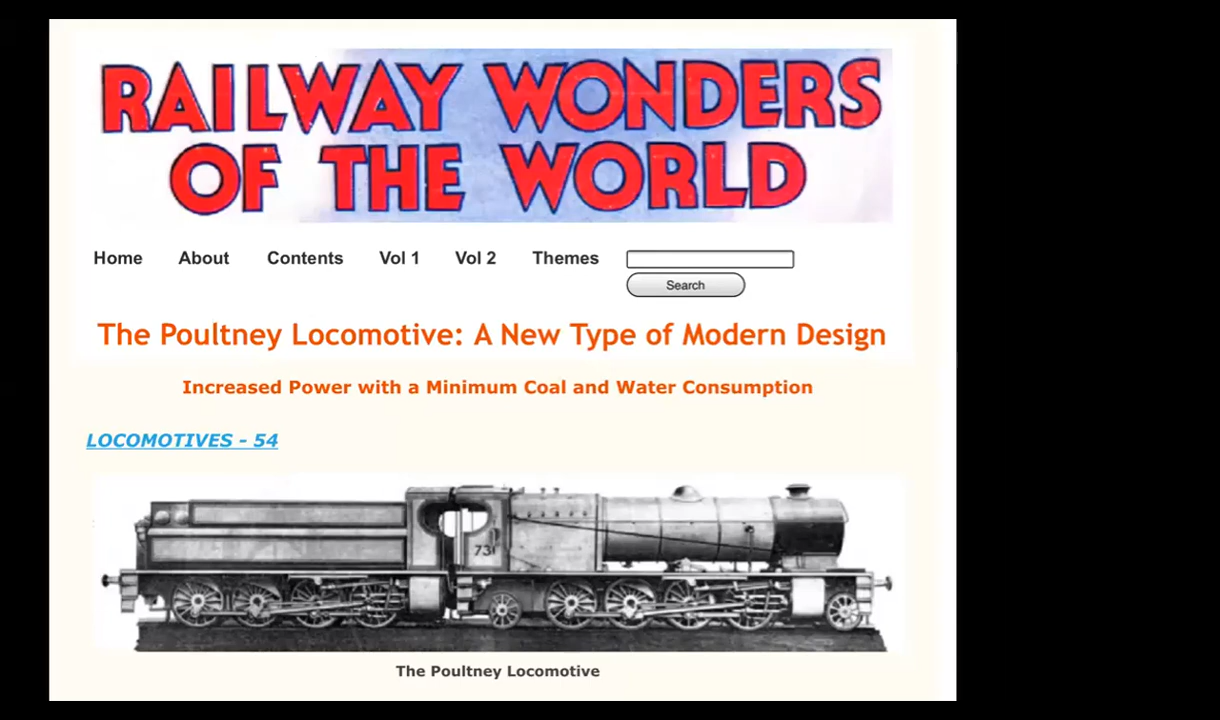 RAILWAY WONDERS
OF THE WORLD
Home About Contents Vol 1 Vol 2 Themes
Search
The Poultney Locomotive: A New Type of Modern Design
Increased Power with a Minimum Coal and Water Consumption
LOCOMOTIVES - 54
731
The Poultney Locomotive